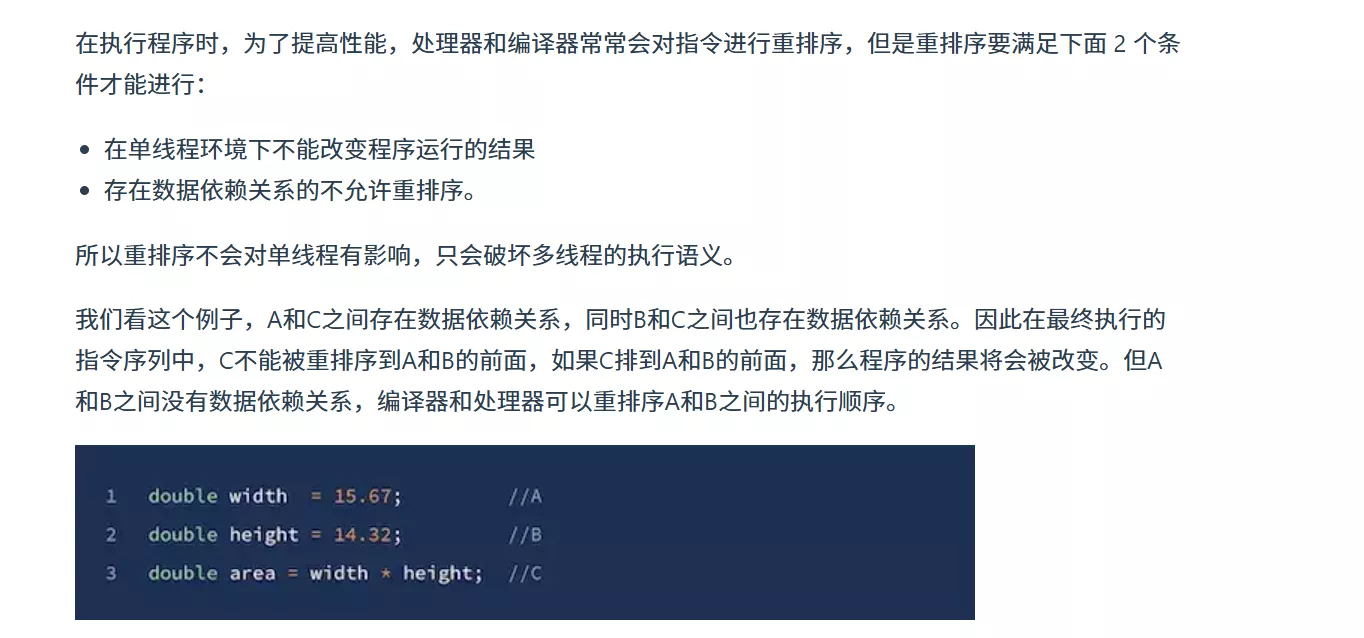 在执行程序时，为了提高性能，处理器和编译器常常会对指令进行重排序，但是重排序要满足下面 2 个条
件才能进行：
• 在单线程环境下不能改变程序运行的结果
• 存在数据依赖关系的不允许重排序。
所以重排序不会对单线程有影响，只会破坏多线程的执行语义。
我们看这个例子，A和C之间存在数据依赖关系，同时B和C之间也存在数据依赖关系。因此在最终执行的
指令序列中，C不能被重排序到A和B的前面，如果C排到A和B的前面，那么程序的结果将会被改变。但A
和B之间没有数据依赖关系，编译器和处理器可以重排序A和B之间的执行顺序。
1 double width  = 15.67;         //A
2 double height = 14.32;         //B
3 double area = width * height;  //C